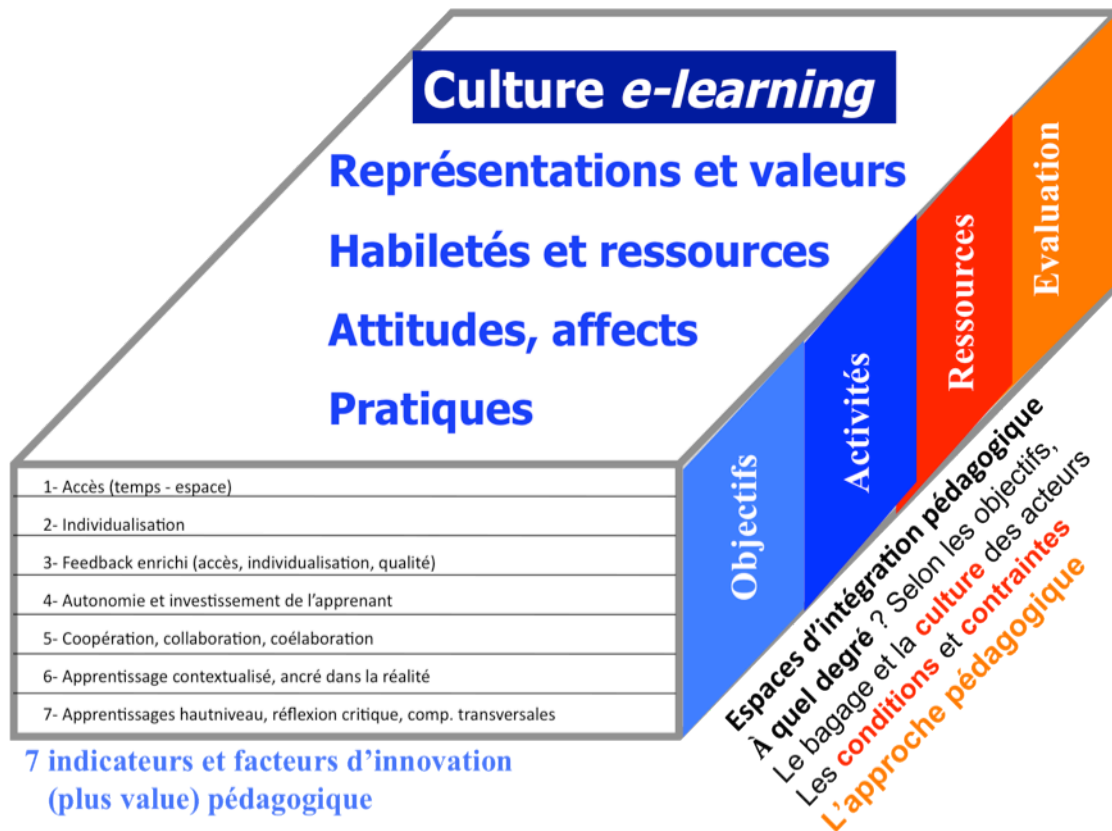 Culture e-learning
Représentations et valeurs
Habiletés et ressources
Attitudes, affects
Pratiques
1- Accès (temps - espace)
2- Individualisation
3- Feedback enrichi (accès, individualisation, qualité)
4- Autonomie et investissement de l'apprenant
5- Coopération, collaboration, coélaboration
6- Apprentissage contextualisé, ancré dans la réalité
7- Apprentissages hautniveau, réflexion critique, comp. transversales
7 indicateurs et facteurs d'innovation
(plus value) pédagogique
Objectifs
Activités
Ressources
Evaluation
Espaces d'intégration pédagogique
À quel degré ? Selon les objectifs,
Le bagage et la culture des acteurs
Les conditions et contraintes
L'approche pédagogique